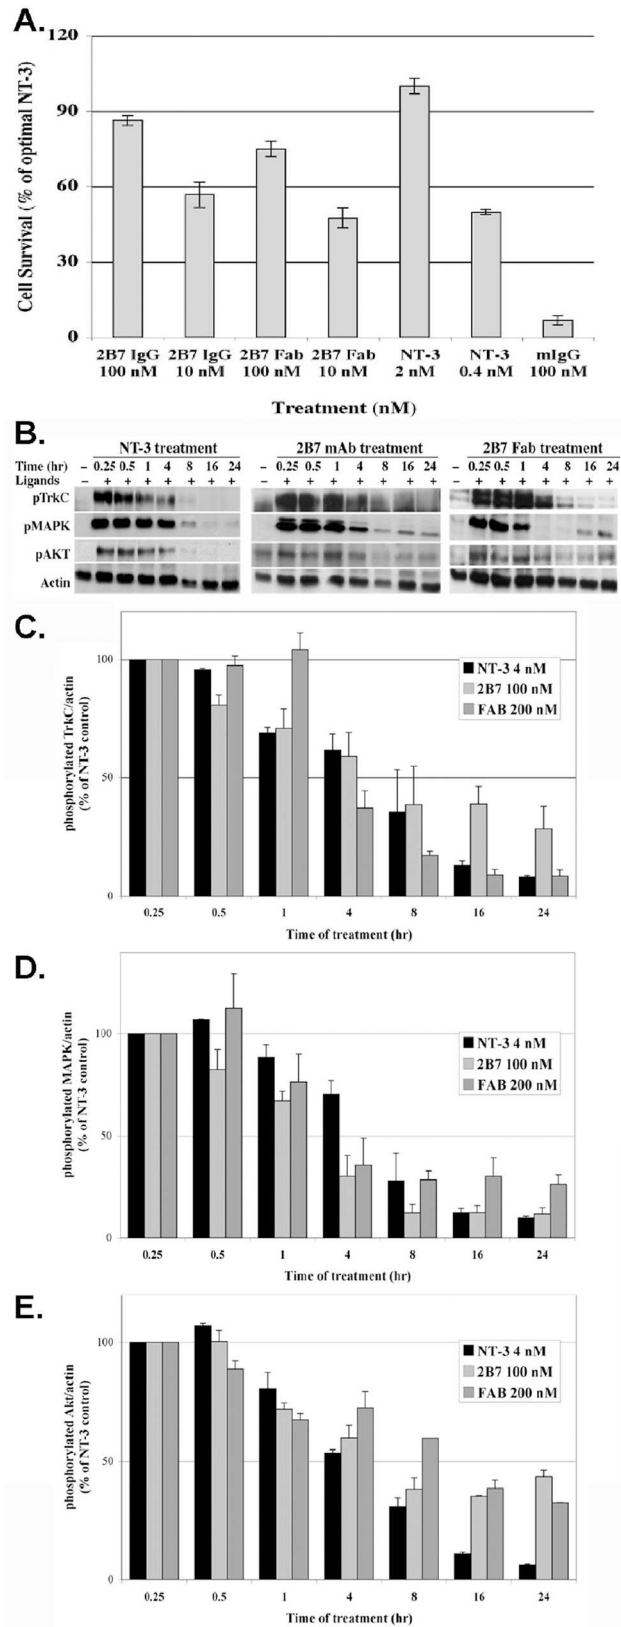 A.
120
90
60
30
0
Cell Survival (% of optimal NT-3)
2B7 IgG 2B7 IgG 2B7 Fab 2B7 Fab NT-3 NT-3 mIgG
100 nM 10 nM 100 nM 10 nM 2 nM 0.4 nM 100 nM
Treatment (nM)
B.
NT-3 treatment 2B7 mAb treatment 2B7 Fab treatment
Time (hr) – 0.25 0.5 1 4 8 16 24 – 0.25 0.5 1 4 8 16 24 – 0.25 0.5 1 4 8 16 24
Ligands + + + + + + + + + + + + + + + + + + + + +
pTrkC
pMAPK
pAKT
Actin
C.
phosphorylated TrkC/actin
(% of NT-3 control)
100
50
0
NT-3 4 nM
2B7 100 nM
FAB 200 nM
0.25 0.5 1 4 8 16 24
Time of treatment (hr)
D.
phosphorylated MAPK/actin
(% of NT-3 control)
100
50
0
NT-3 4 nM
2B7 100 nM
FAB 200 nM
0.25 0.5 1 4 8 16 24
Time of treatment (hr)
E.
phosphorylated Akt/actin
(% of NT-3 control)
100
50
0
NT-3 4 nM
2B7 100 nM
FAB 200 nM
0.25 0.5 1 4 8 16 24
Time of treatment (hr)